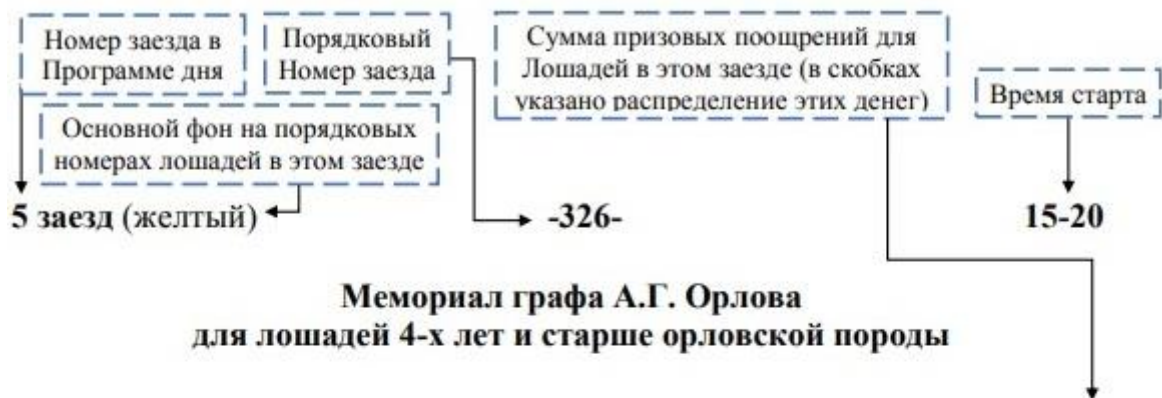 Номер заезда в
Программе дня
Порядковый
Номер заезда
Сумма призовых поощрений для
Лошадей в этом заезде (в скобках
указано распределение этих денег)
Время старта
Основной фон на порядковых
номерах лошадей в этом заезде
5 заезд (желтый)
-326-
15-20
Мемориал графа А.Г. Орлова
для лошадей 4-х лет и старше орловской породы